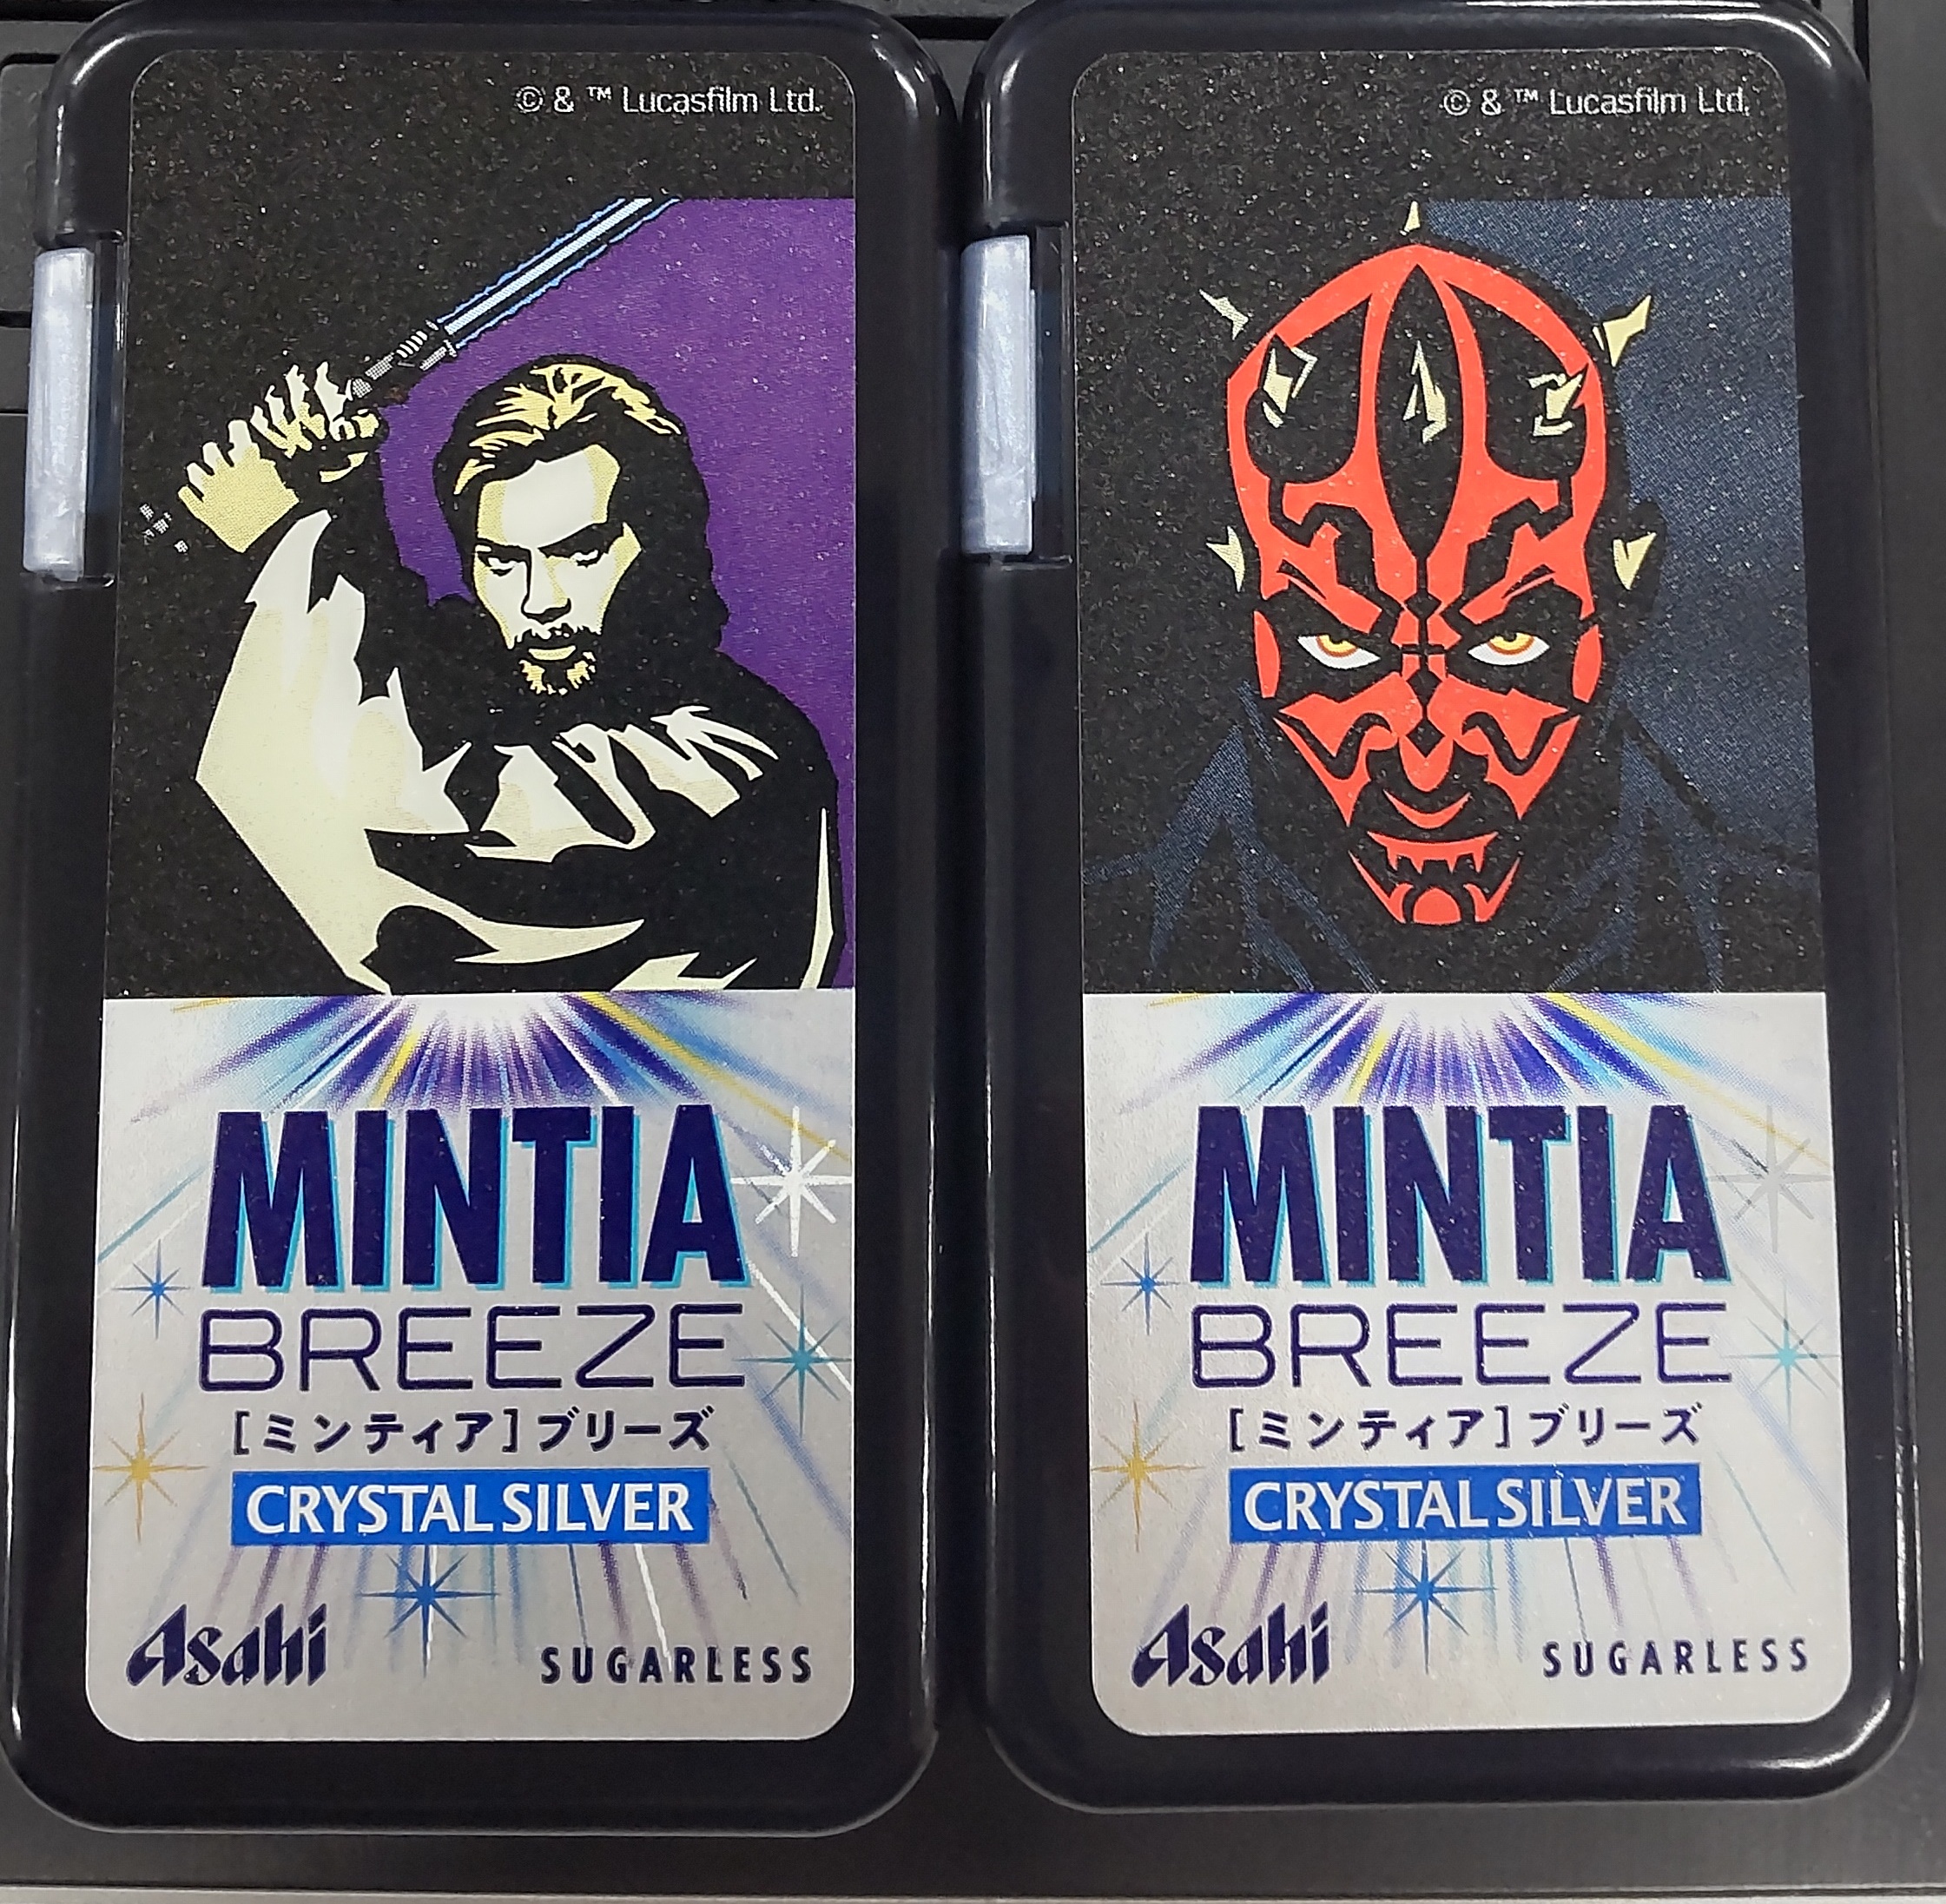 © & ™ Lucasfilm Ltd.
MINTIA
BREEZE
[ミンティア]ブリーズ
CRYSTAL SILVER
Asahi
SUGARLESS
© & ™ Lucasfilm Ltd.
MINTIA
BREEZE
[ミンティア]ブリーズ
CRYSTAL SILVER
Asahi
SUGARLESS